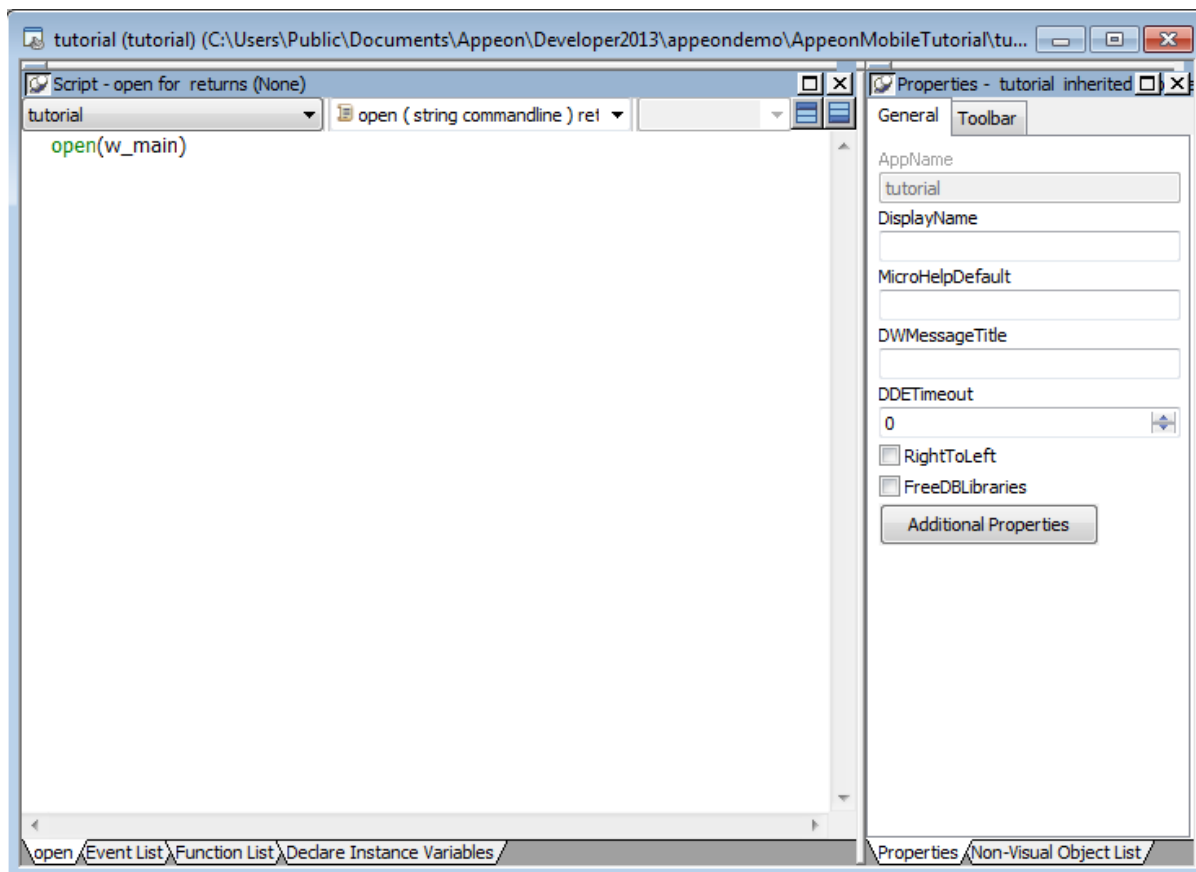 tutorial (tutorial) (C:\Users\Public\Documents\Appeon\Developer2013\appeondemo\AppeonMobileTutorial\tu...
Script - open for returns (None)
tutorial
open ( string commandline ) ret
open(w_main)
open
Event List
Function List
Declare Instance Variables
Properties - tutorial inherited
General
Toolbar
AppName
tutorial
DisplayName
MicroHelpDefault
DWMessageTitle
DDETimeout
0
RightToLeft
FreeDBLibraries
Additional Properties
Properties
Non-Visual Object List